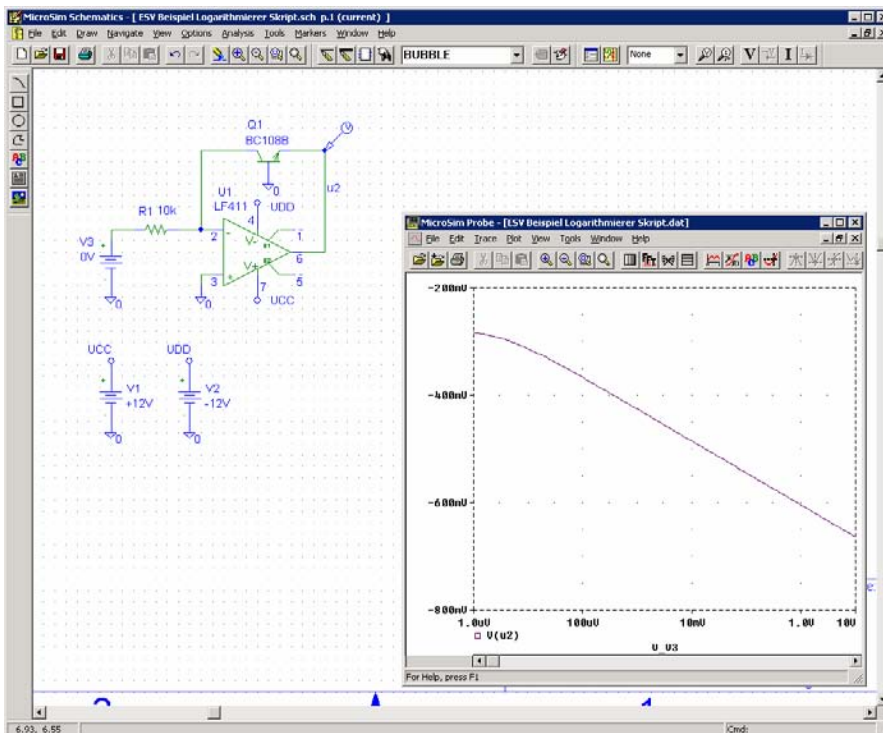 MicroSim Schematics - [ ESV Beispiel Logarithmierer Skript.sch p.1 (current) ]
File Edit Draw Navigate View Options Analysis Tools Markers Window Help
BUBBLE
None
V
I
Q1
BC108B
0
u2
U1
LF411
UDD
4
R1 10k
2
V-
B1
1
V3
0V
6
B2
3
V+
5
7
0
0
UCC
UCC
UDD
V1
+12V
V2
-12V
0
0
MicroSim Probe - [ESV Beispiel Logarithmierer Skript.dat]
File Edit Trace Plot View Tools Window Help
-200mV
-400mV
-600mV
-800mV
1.0uV 100uV 10mV 1.0V 10V
V(u2)
V_V3
For Help, press F1
6.93, 6.55
Cmd: